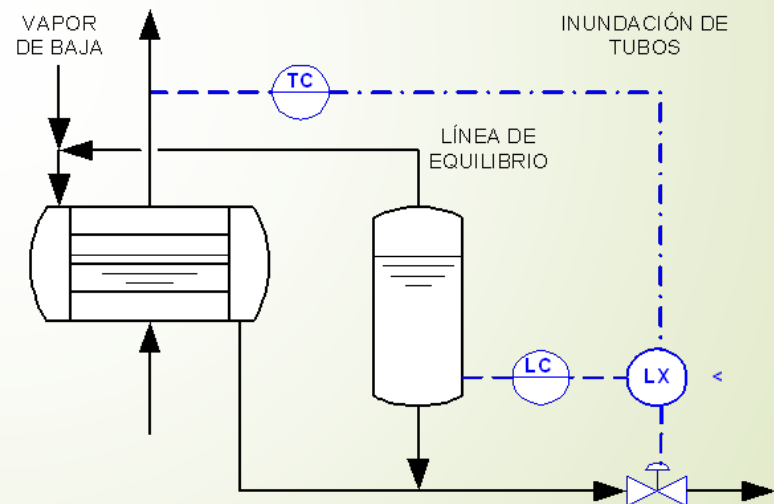 VAPOR
DE BAJA
INUNDACIÓN DE
TUBOS
TC
LÍNEA DE
EQUILIBRIO
LC
LX
<